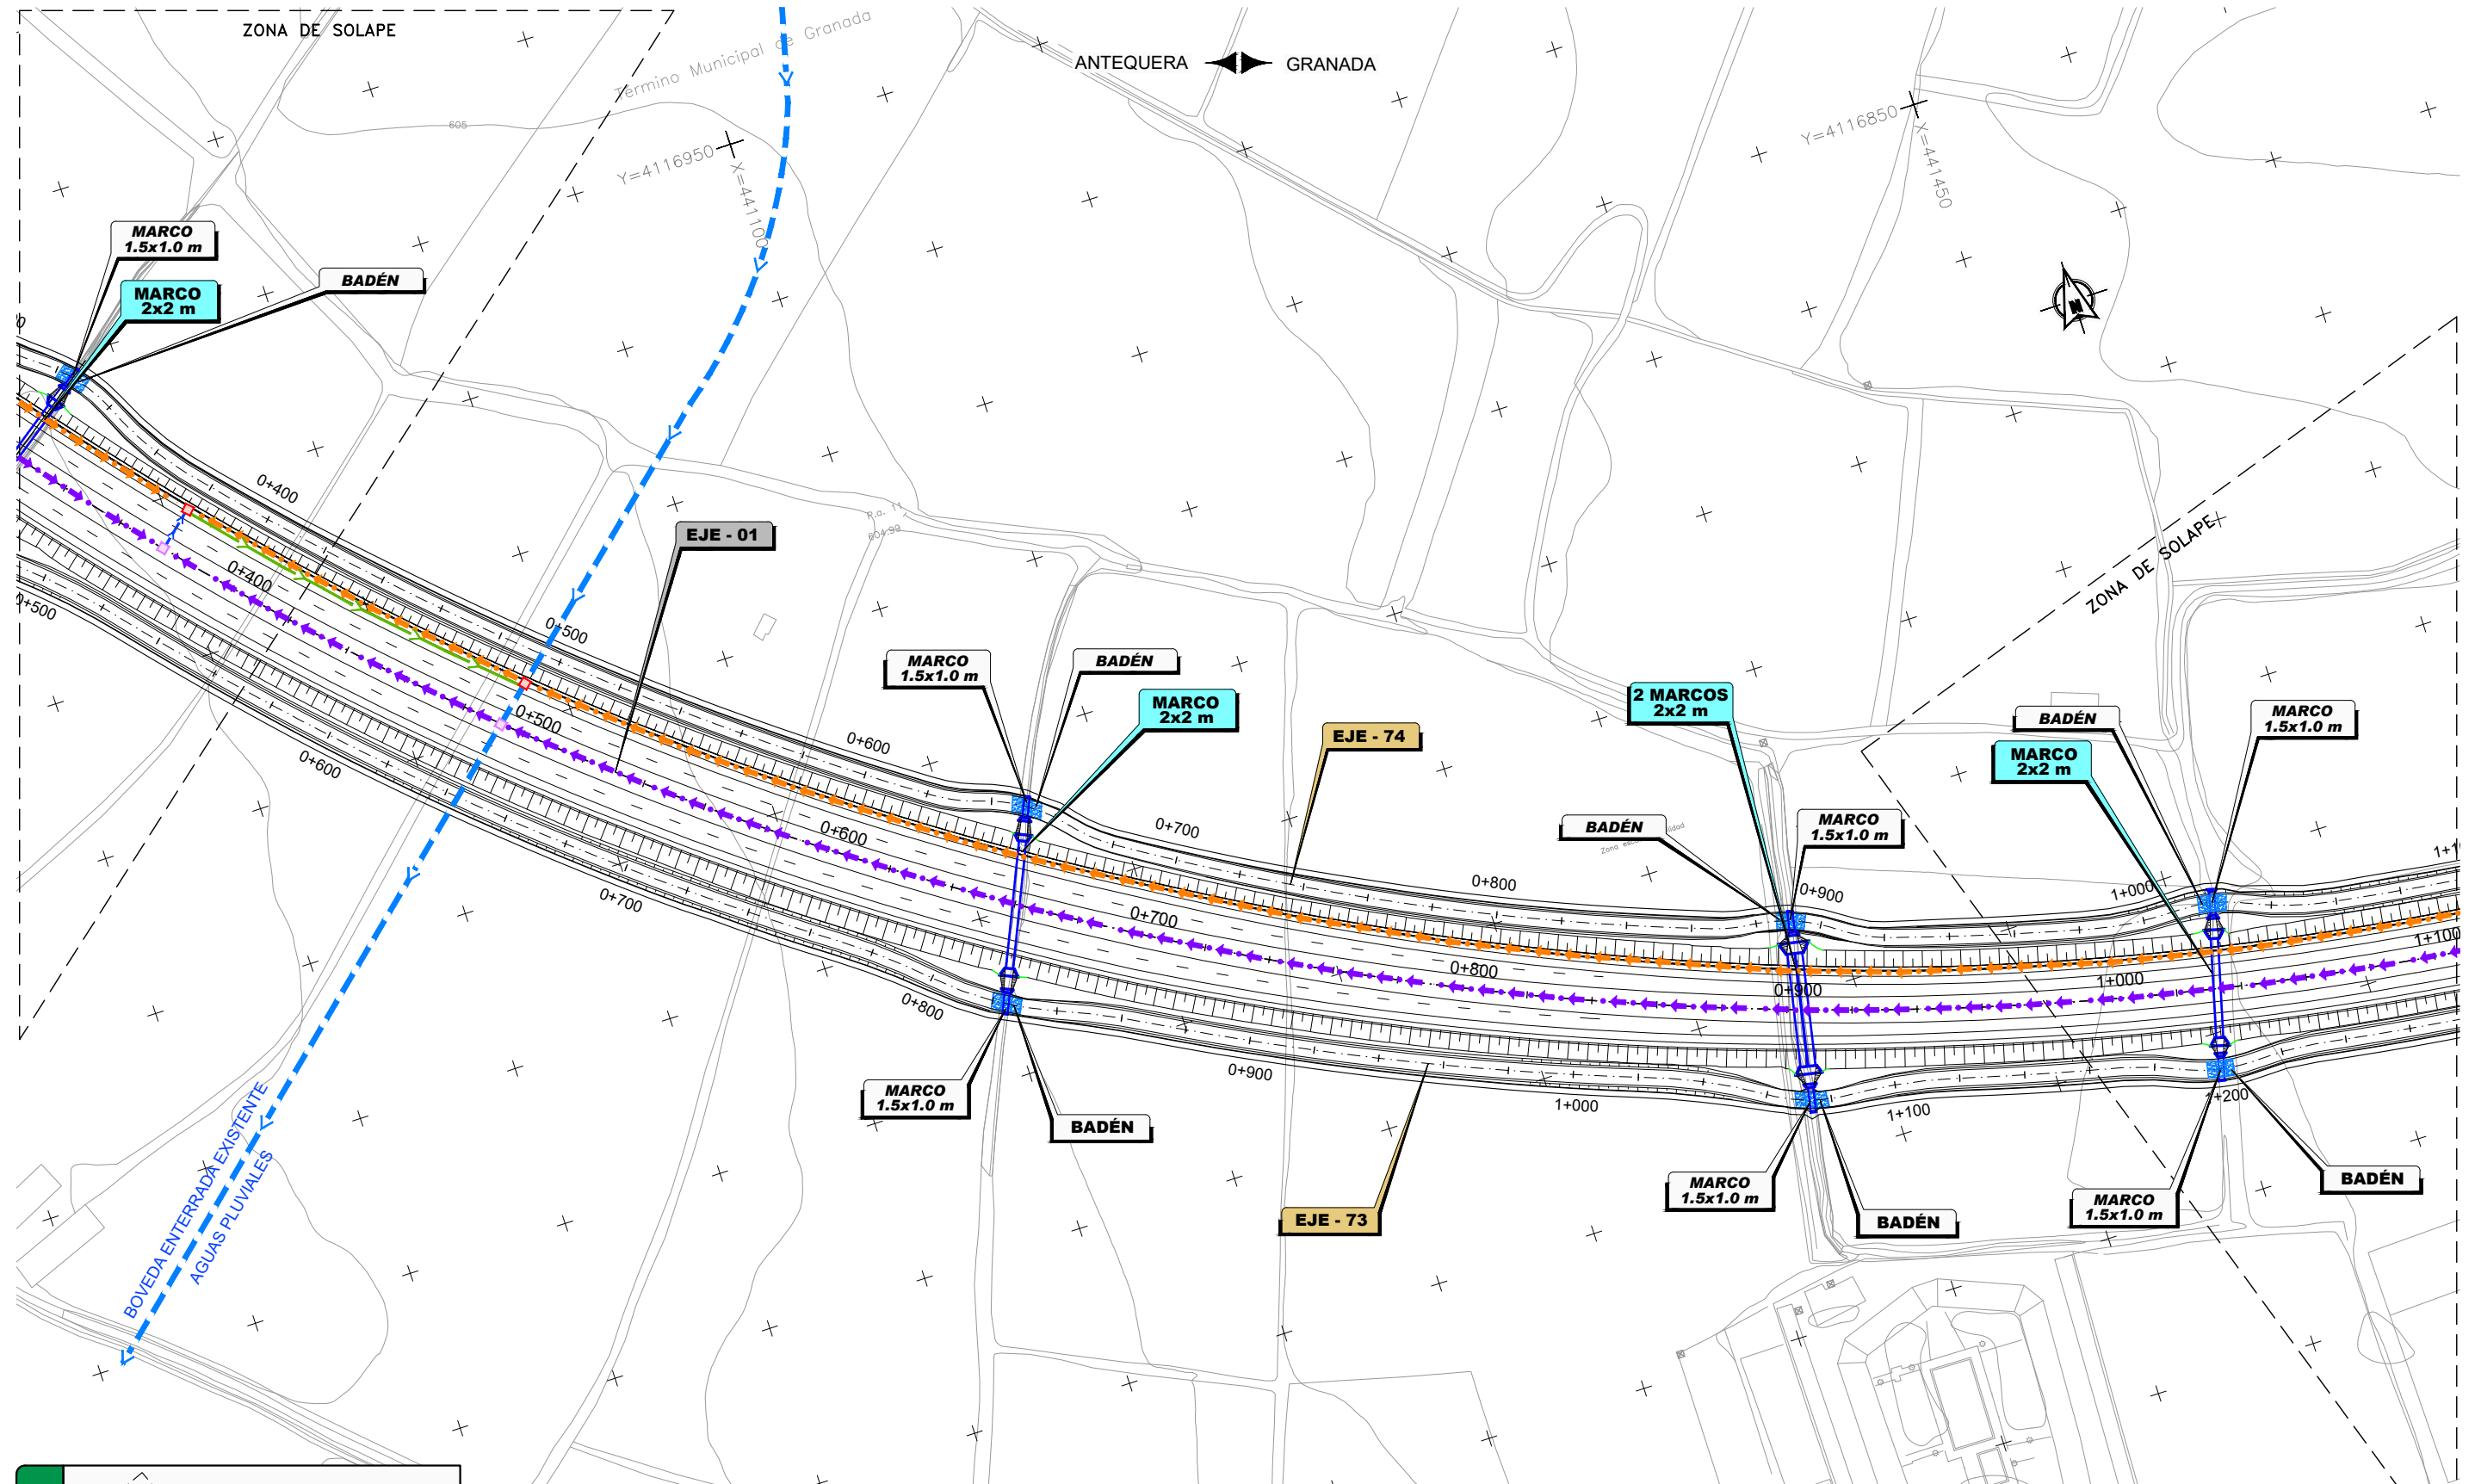 ZONA DE SOLAPE
Termino Municipal de Granada
ANTEQUERA
GRANADA
605
Y=4116950
X=441100
Y=4116850
X=441450
MARCO
1.5x1.0 m
MARCO
2x2 m
BADÉN
N
0+400
0+400
0+500
EJE - 01
P.a. 11
604.99
0+500
0+500
0+600
ZONA DE SOLAPE
MARCO
1.5x1.0 m
BADÉN
MARCO
2x2 m
EJE - 74
2 MARCOS
2x2 m
BADÉN
MARCO
1.5x1.0 m
BADÉN
MARCO
2x2 m
MARCO
1.5x1.0 m
0+600
0+600
0+700
0+700
0+700
0+800
0+800
0+800
0+900
0+900
0+900
1+000
1+000
1+000
1+100
1+100
1+200
MARCO
1.5x1.0 m
BADÉN
EJE - 73
MARCO
1.5x1.0 m
BADÉN
MARCO
1.5x1.0 m
BADÉN
BOVEDA ENTERRADA EXISTENTE
AGUAS PLUVIALES